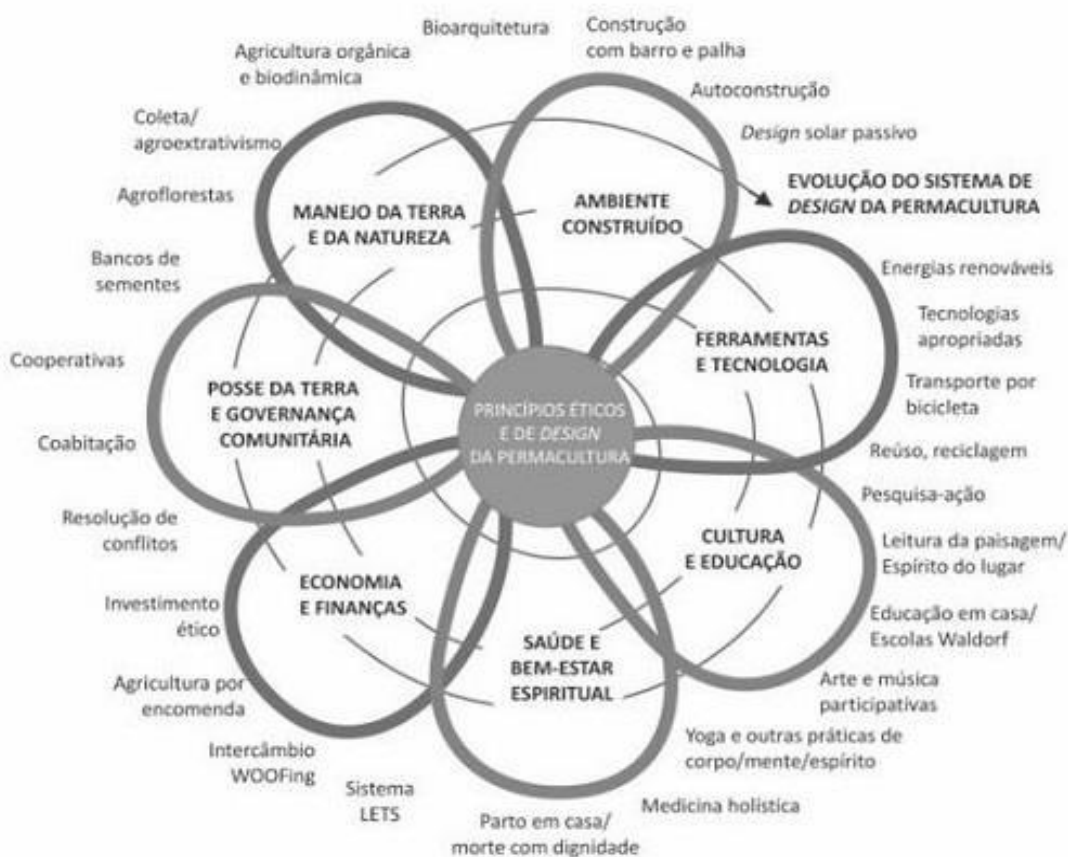 Bioarquitetura
Construção
com barro e palha
Agricultura orgânica
e biodinâmica
Autoconstrução
Coleta/
agroextrativismo
Design solar passivo
Agroflorestas
EVOLUÇÃO DO SISTEMA DE
DESIGN DA PERMACULTURA
MANEJO DA TERRA
E DA NATUREZA
AMBIENTE
CONSTRUÍDO
Bancos de
sementes
Energias renováveis
Tecnologias
apropriadas
FERRAMENTAS
E TECNOLOGIA
Cooperativas
Transporte por
bicicleta
POSSE DA TERRA
E GOVERNANÇA
COMUNITÁRIA
PRINCÍPIOS ÉTICOS
E DE DESIGN
DA PERMACULTURA
Coabitação
Reúso, reciclagem
Pesquisa-ação
Resolução de
conflitos
CULTURA
E EDUCAÇÃO
Leitura da paisagem/
Espírito do lugar
ECONOMIA
E FINANÇAS
Investimento
ético
Educação em casa/
Escolas Waldorf
SAÚDE E
BEM-ESTAR
ESPIRITUAL
Agricultura por
encomenda
Arte e música
participativas
Intercâmbio
WOOFing
Yoga e outras práticas de
corpo/mente/espírito
Sistema
LETS
Medicina holística
Parto em casa/
morte com dignidade